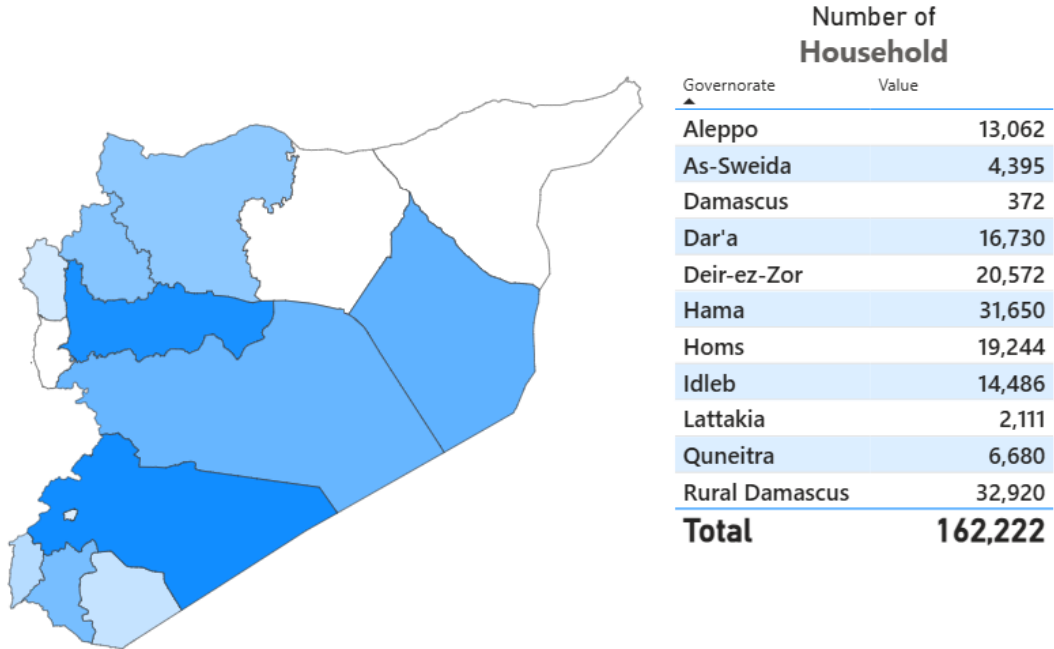 Number of
Household
Governorate Value
Aleppo 13,062
As-Sweida 4,395
Damascus 372
Dar'a 16,730
Deir-ez-Zor 20,572
Hama 31,650
Homs 19,244
Idleb 14,486
Lattakia 2,111
Quneitra 6,680
Rural Damascus 32,920
Total 162,222